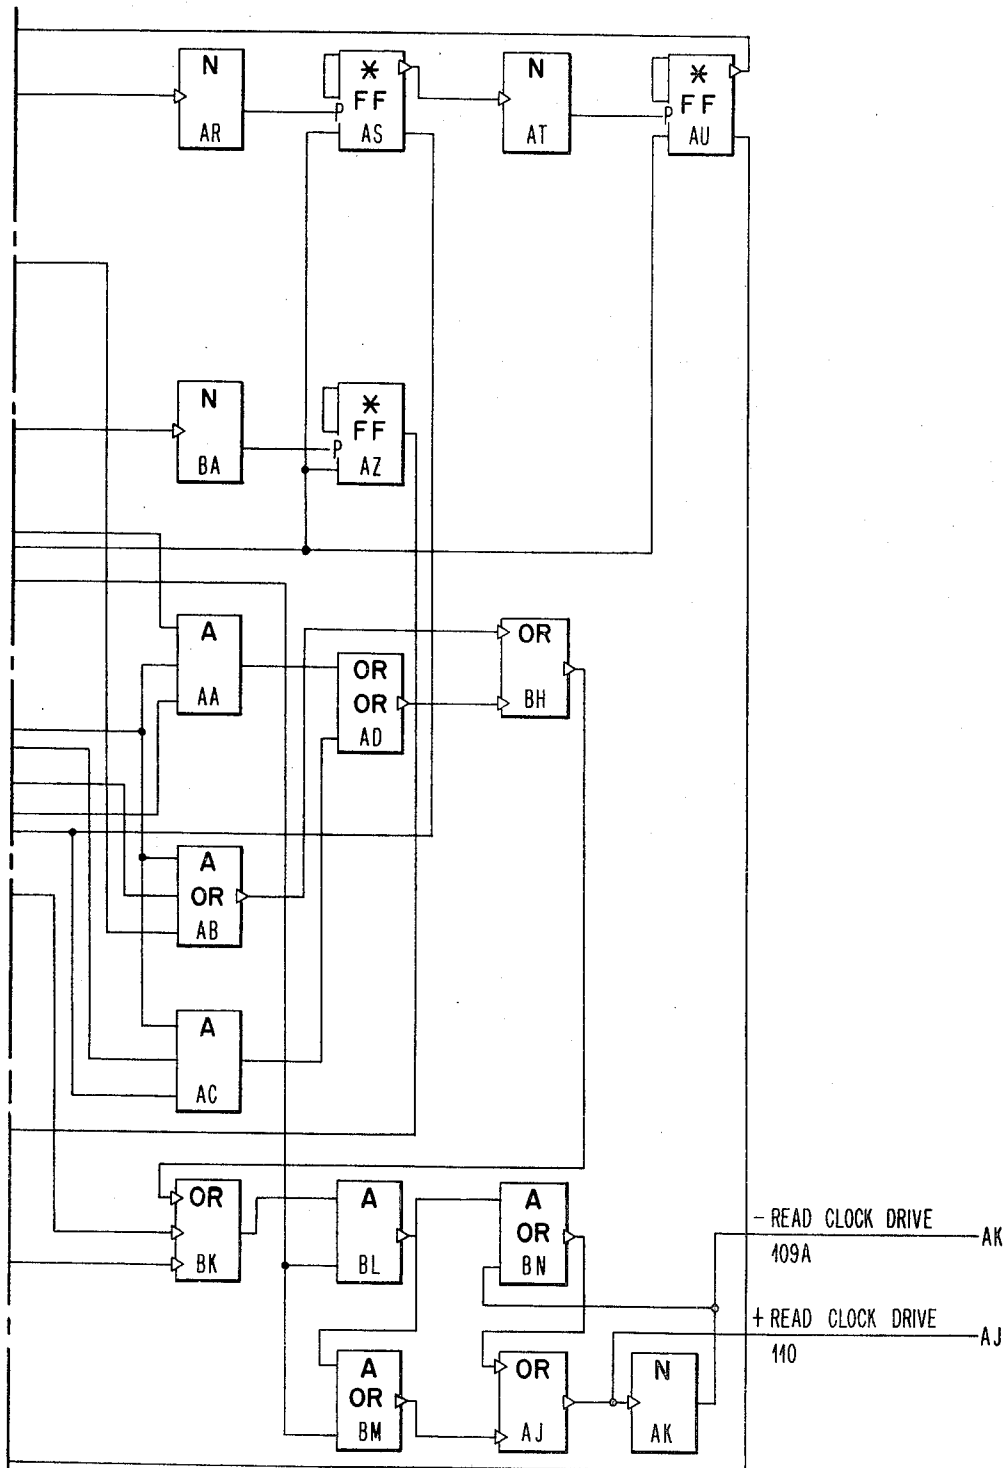 N
AR
*
FF
P
AS
N
AT
*
FF
P
AU
N
BA
*
FF
P
AZ
A
AA
OR
OR
AD
OR
BH
A
OR
AB
A
AC
OR
BK
A
BL
A
OR
BN
- READ CLOCK DRIVE
109A
AK
+ READ CLOCK DRIVE
110
AJ
A
OR
BM
OR
AJ
N
AK